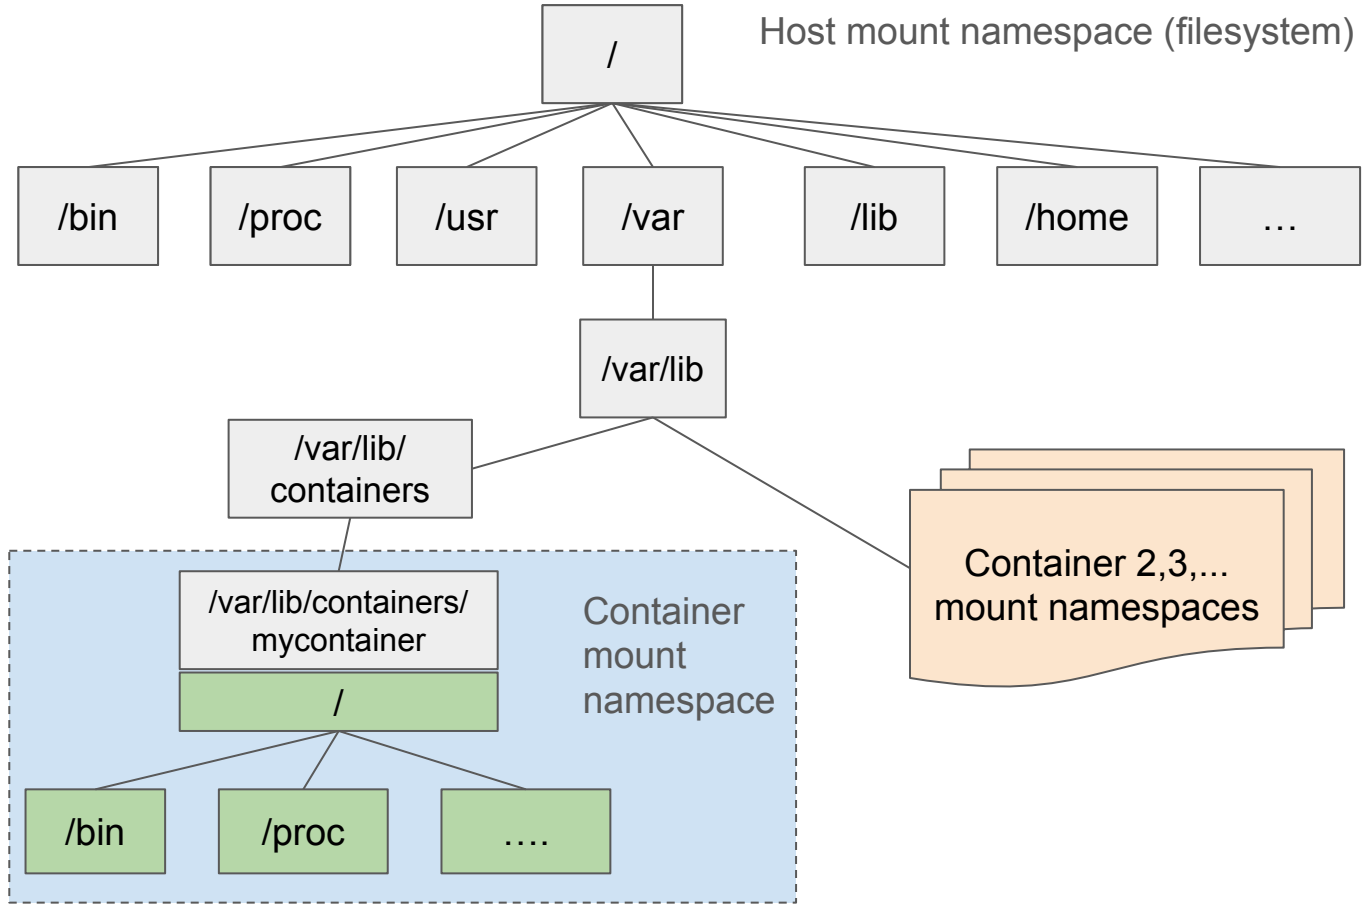 Host mount namespace (filesystem)
/
/bin
/proc
/usr
/var
/lib
/home
…
/var/lib
/var/lib/
containers
/var/lib/containers/
mycontainer
/
Container
mount
namespace
/bin
/proc
….
Container 2,3,...
mount namespaces